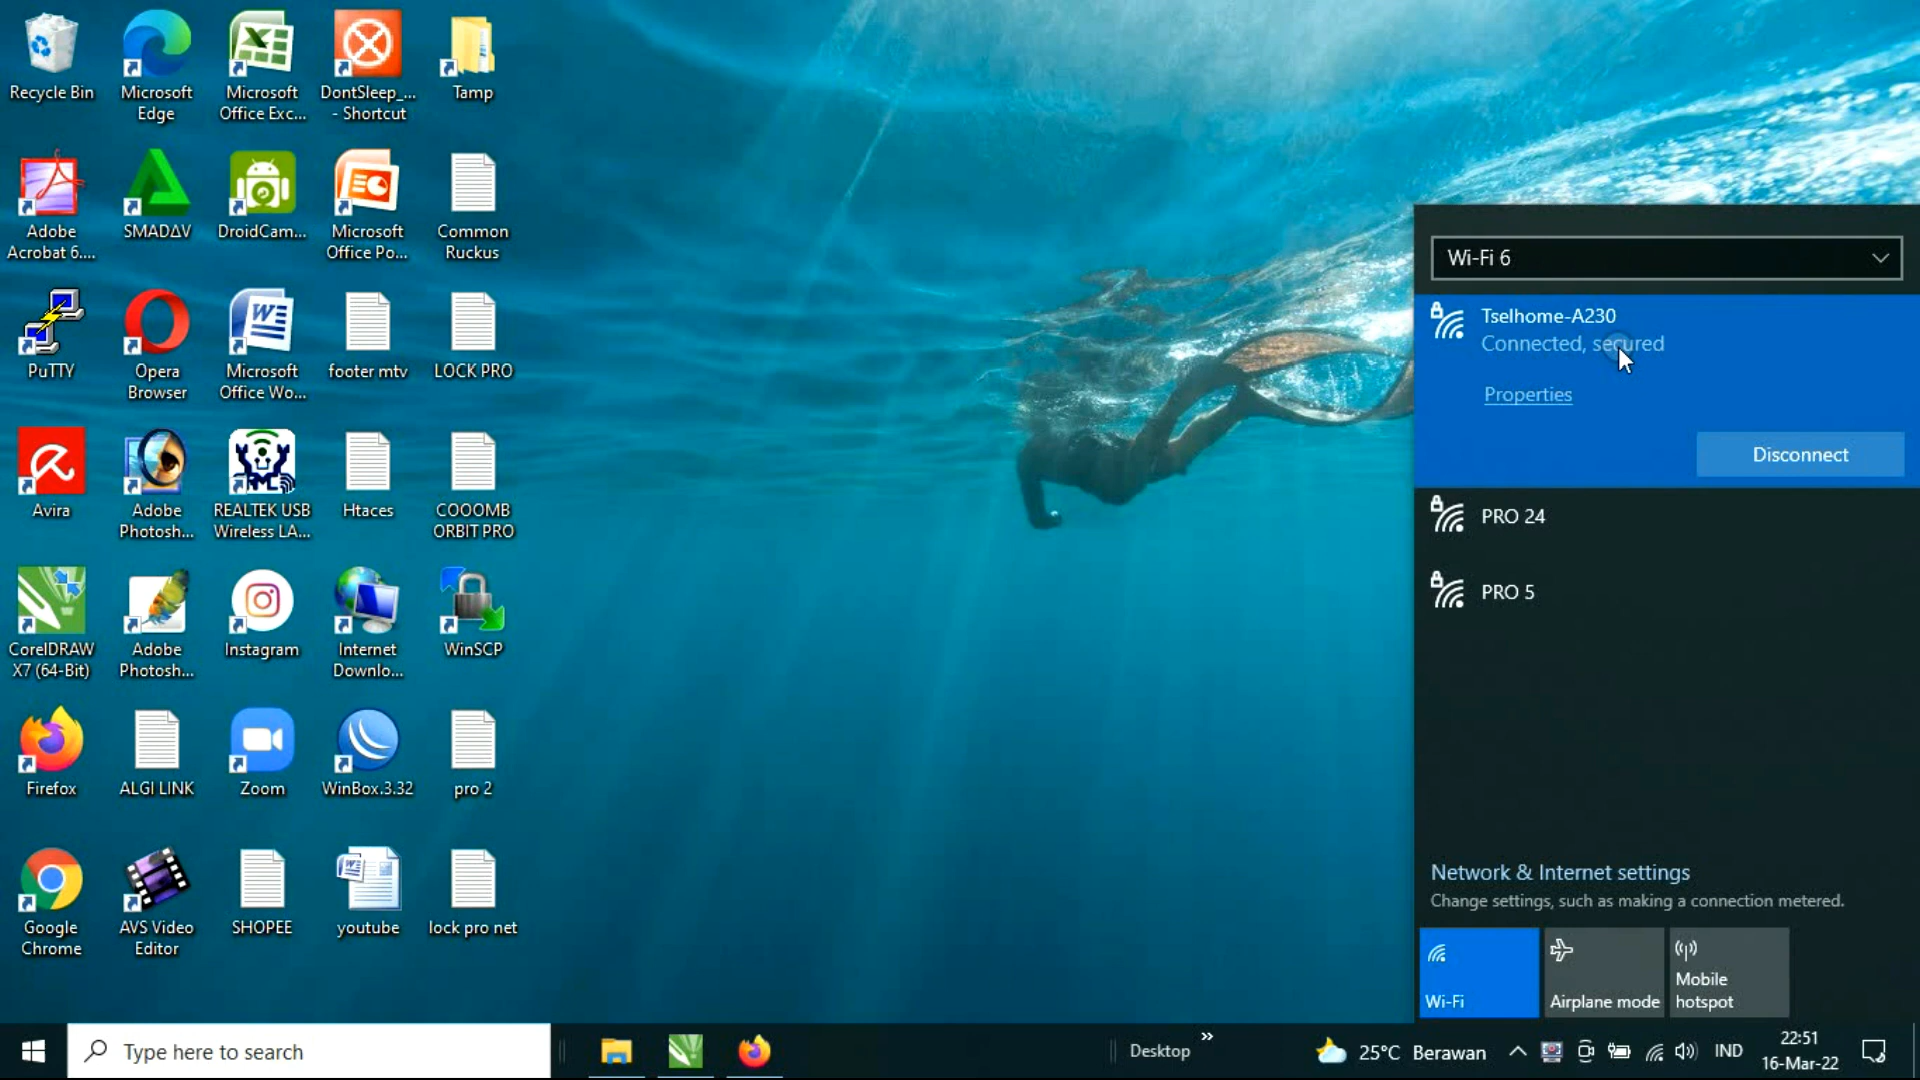 Recycle Bin
Microsoft
Edge
Microsoft
Office Exc...
DontSleep_...
- Shortcut
Tamp
Adobe
Acrobat 6....
SMADΔV
DroidCam...
Microsoft
Office Po...
Common
Ruckus
PuTTY
Opera
Browser
Microsoft
Office Wo...
footer mtv
LOCK PRO
Avira
Adobe
Photosh...
REALTEK USB
Wireless LA...
Htaces
COOOMB
ORBIT PRO
CorelDRAW
X7 (64-Bit)
Adobe
Photosh...
Instagram
Internet
Downlo...
WinSCP
Firefox
ALGI LINK
Zoom
WinBox.3.32
pro 2
Google
Chrome
AVS Video
Editor
SHOPEE
youtube
lock pro net
Wi-Fi 6
Tselhome-A230
Connected, secured
Properties
Disconnect
PRO 24
PRO 5
Network & Internet settings
Change settings, such as making a connection metered.
Wi-Fi
Airplane mode
Mobile
hotspot
Type here to search
Desktop
25°C Berawan
IND
22:51
16-Mar-22